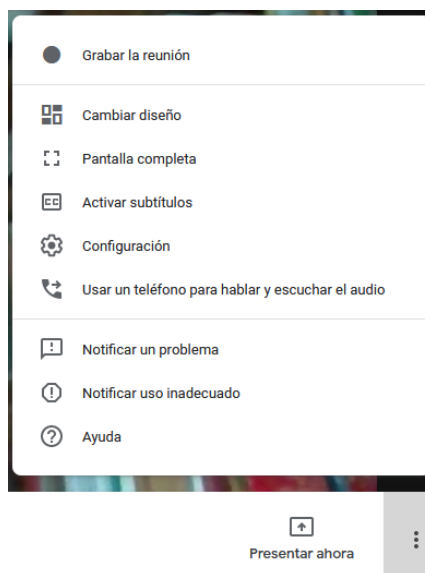 Grabar la reunión
Cambiar diseño
Pantalla completa
CC Activar subtítulos
Configuración
Usar un teléfono para hablar y escuchar el audio
Notificar un problema
Notificar uso inadecuado
Ayuda
Presentar ahora